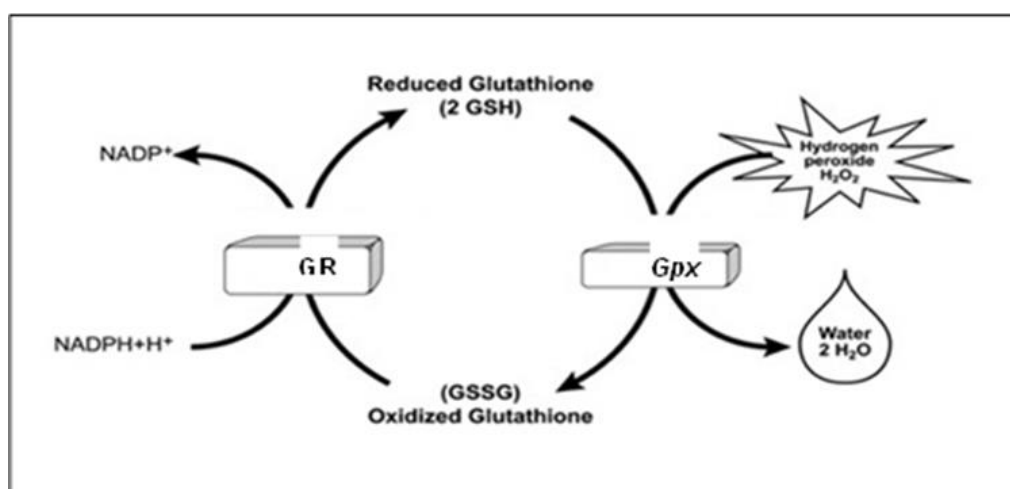 Reduced Glutathione
(2 GSH)
NADP⁺
Hydrogen
peroxide
H₂O₂
GR
Gpx
NADPH+H⁺
Water
2 H₂O
(GSSG)
Oxidized Glutathione